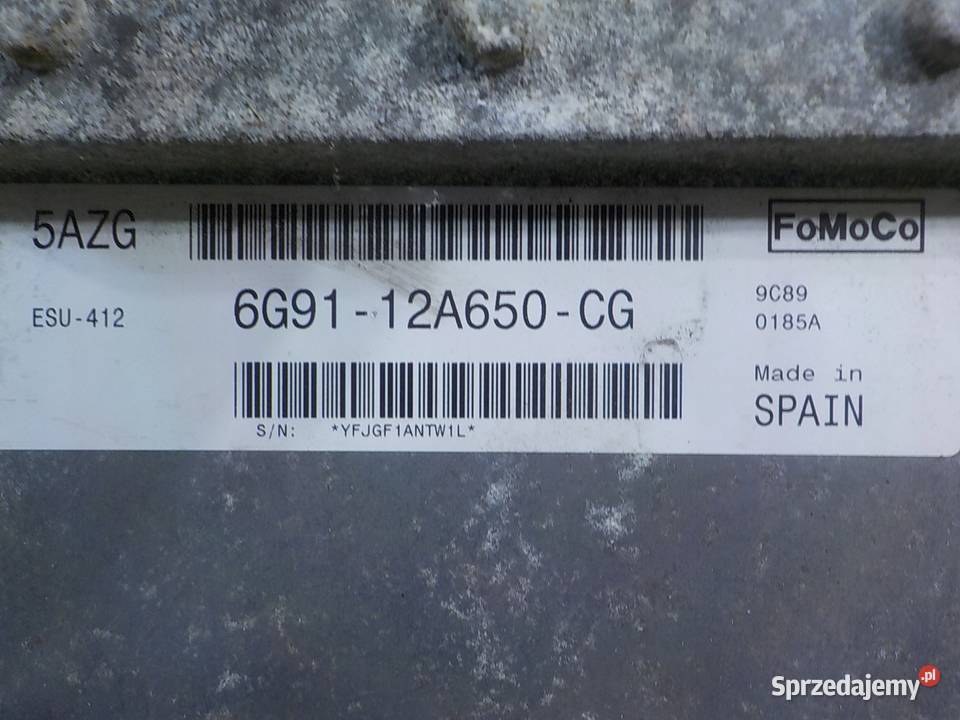 5AZG
FoMoCo
ESU-412
6G91-12A650-CG
9C89
0185A
Made in
SPAIN
S/N: *YFJGF1ANTW1L*
Sprzedajemy.pl